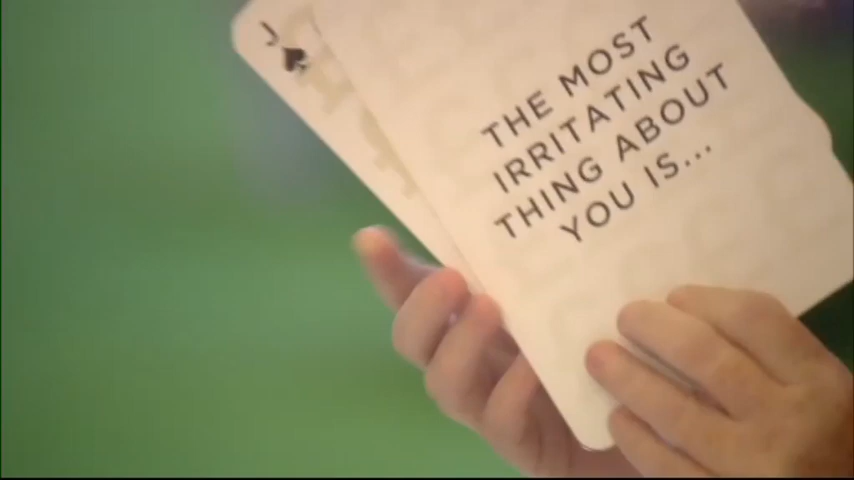 J
THE MOST
IRRITATING
THING ABOUT
YOU IS...